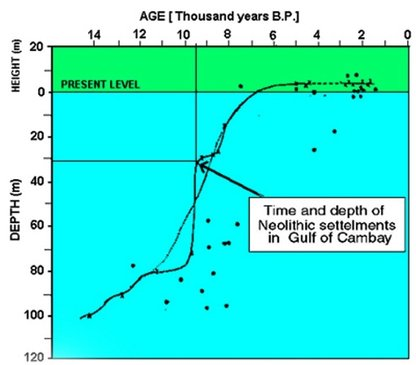 AGE [ Thousand years B.P.]
14 12 10 8 6 4 2 0
HEIGHT (m)
20
PRESENT LEVEL
0
20
40
DEPTH (m)
60
80
100
120
Time and depth of
Neolithic settelments
in Gulf of Cambay